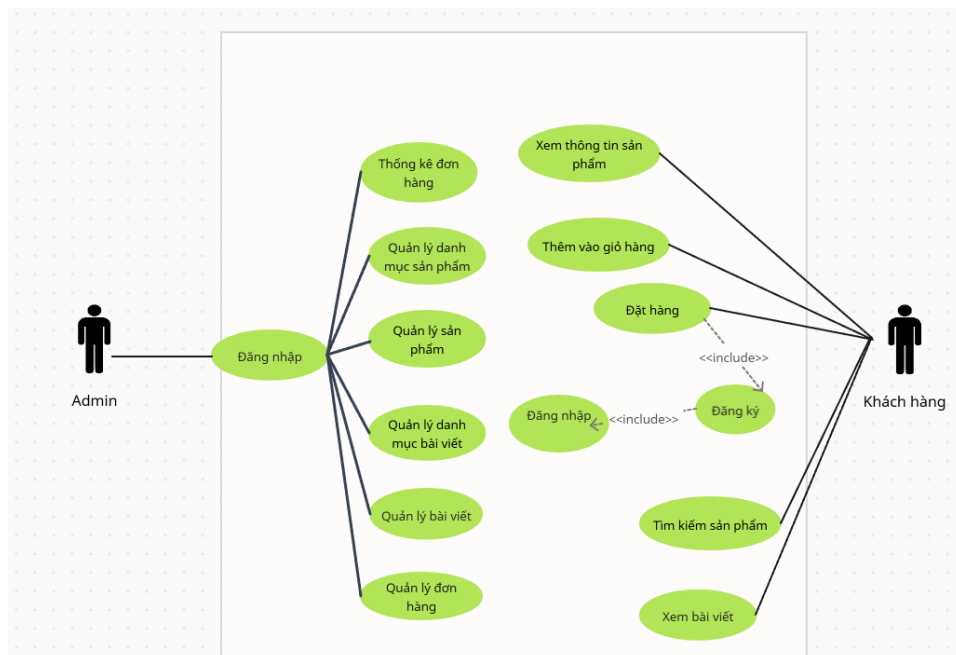 Admin
Đăng nhập
Thống kê đơn
hàng
Quản lý danh
mục sản phẩm
Quản lý sản
phẩm
Quản lý danh
mục bài viết
Quản lý bài viết
Quản lý đơn
hàng
Xem thông tin sản
phẩm
Thêm vào giỏ hàng
Đặt hàng
<<include>>
Đăng ký
<<include>>
Đăng nhập
Tìm kiếm sản phẩm
Xem bài viết
Khách hàng